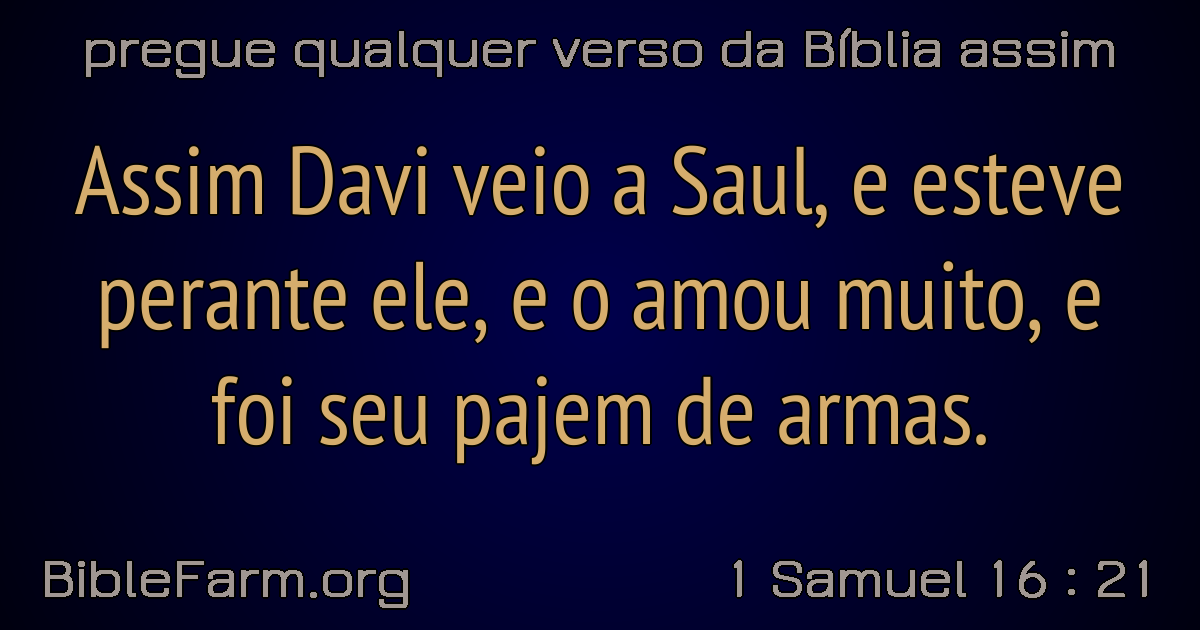 pregue qualquer verso da Bíblia assim
Assim Davi veio a Saul, e esteve
perante ele, e o amou muito, e
foi seu pajem de armas.
BibleFarm.org
1 Samuel 16 : 21